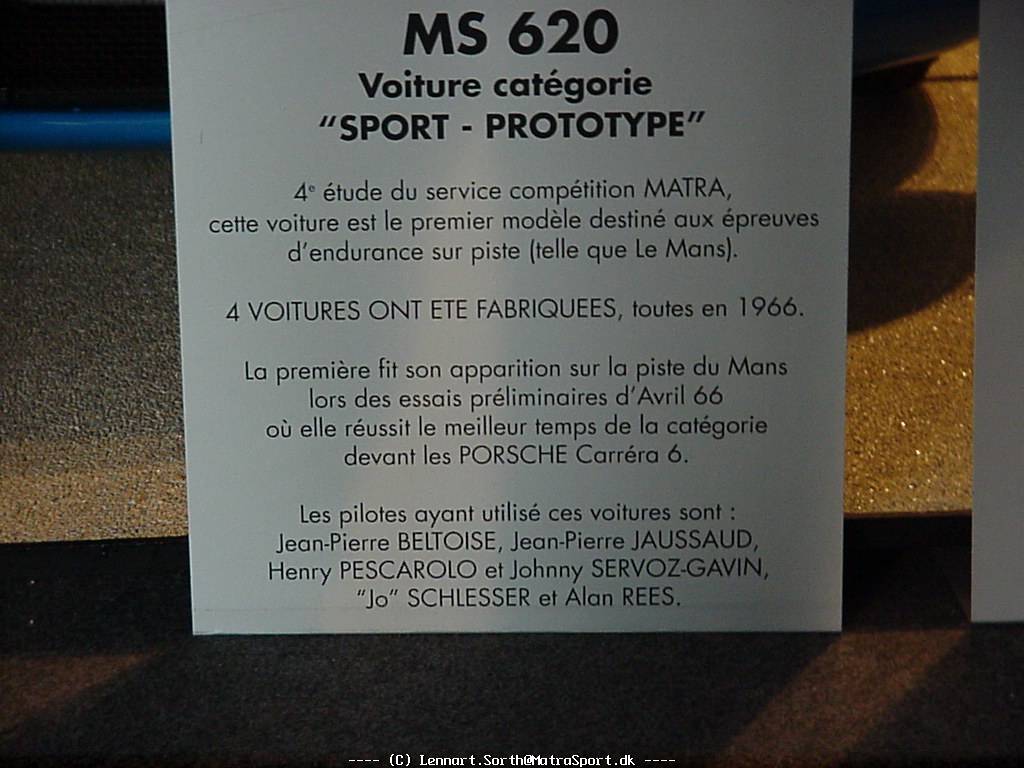 MS 620
Voiture catégorie
“SPORT - PROTOTYPE”
4e étude du service compétition MATRA,
cette voiture est le premier modèle destiné aux épreuves
d’endurance sur piste (telle que Le Mans).
4 VOITURES ONT ETE FABRIQUEES, toutes en 1966.
La première fit son apparition sur la piste du Mans
lors des essais préliminaires d’Avril 66
où elle réussit le meilleur temps de la catégorie
devant les PORSCHE Carréra 6.
Les pilotes ayant utilisé ces voitures sont :
Jean-Pierre BELTOISE, Jean-Pierre JAUSSAUD,
Henry PESCAROLO et Johnny SERVOZ-GAVIN,
“Jo” SCHLESSER et Alan REES.
---- (C) Lennart.Sorth@MatraSport.dk ----